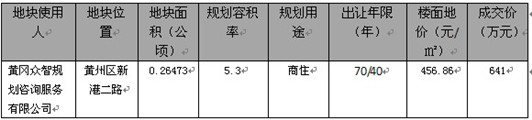 地块使用人
地块位置
地块面积（公顷）
规划容积率
规划用途
出让年限（年）
楼面地价（元/㎡）
成交价（万元）
黄冈众智规划咨询服务有限公司
黄州区新港二路
0.26473
5.3
商住
70/40
456.86
641